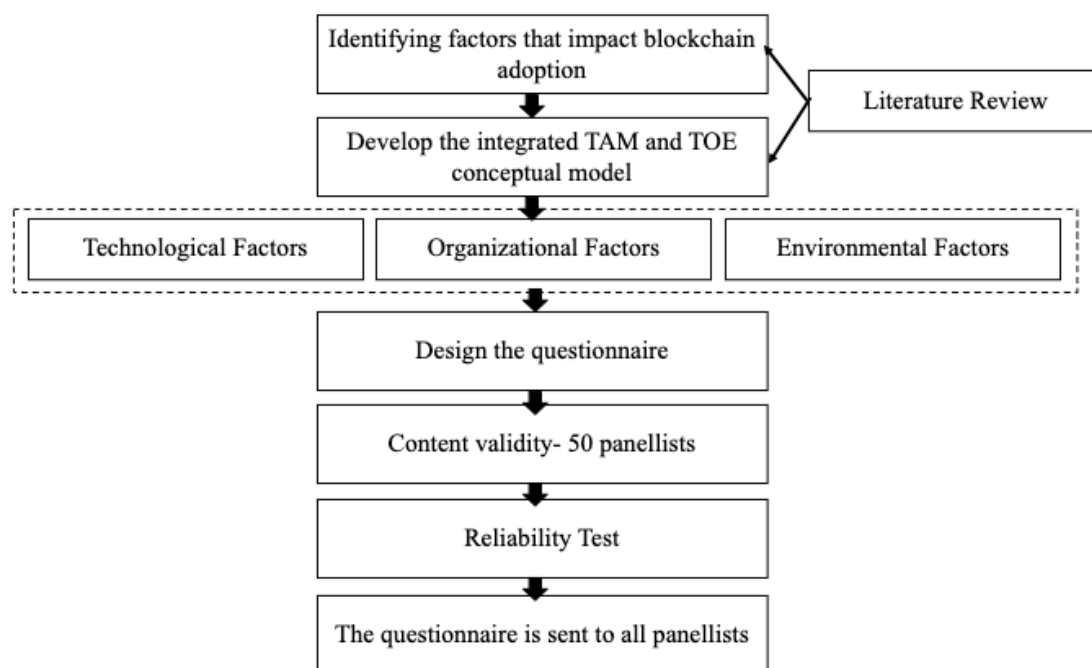 Identifying factors that impact blockchain
adoption
Literature Review
Develop the integrated TAM and TOE
conceptual model
Technological Factors
Organizational Factors
Environmental Factors
Design the questionnaire
Content validity- 50 panellists
Reliability Test
The questionnaire is sent to all panellists